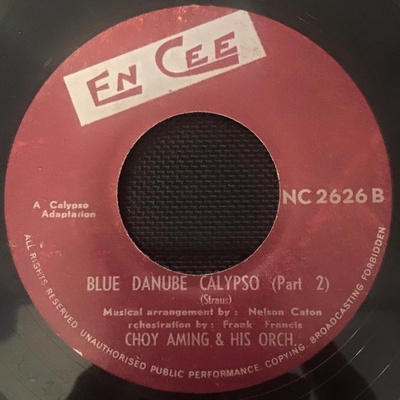 EN CEE
A Calypso
Adaptation
NC 2626 B
BLUE DANUBE CALYPSO (Part 2)
(Straus)
Musical arrangement by : Nelson Caton
rchestration by : Frank Francis
CHOY AMING & HIS ORCH.
ALL RIGHTS RESERVED UNAUTHORISED PUBLIC PERFORMANCE. COPYING. BROADCASTING FORBIDDEN